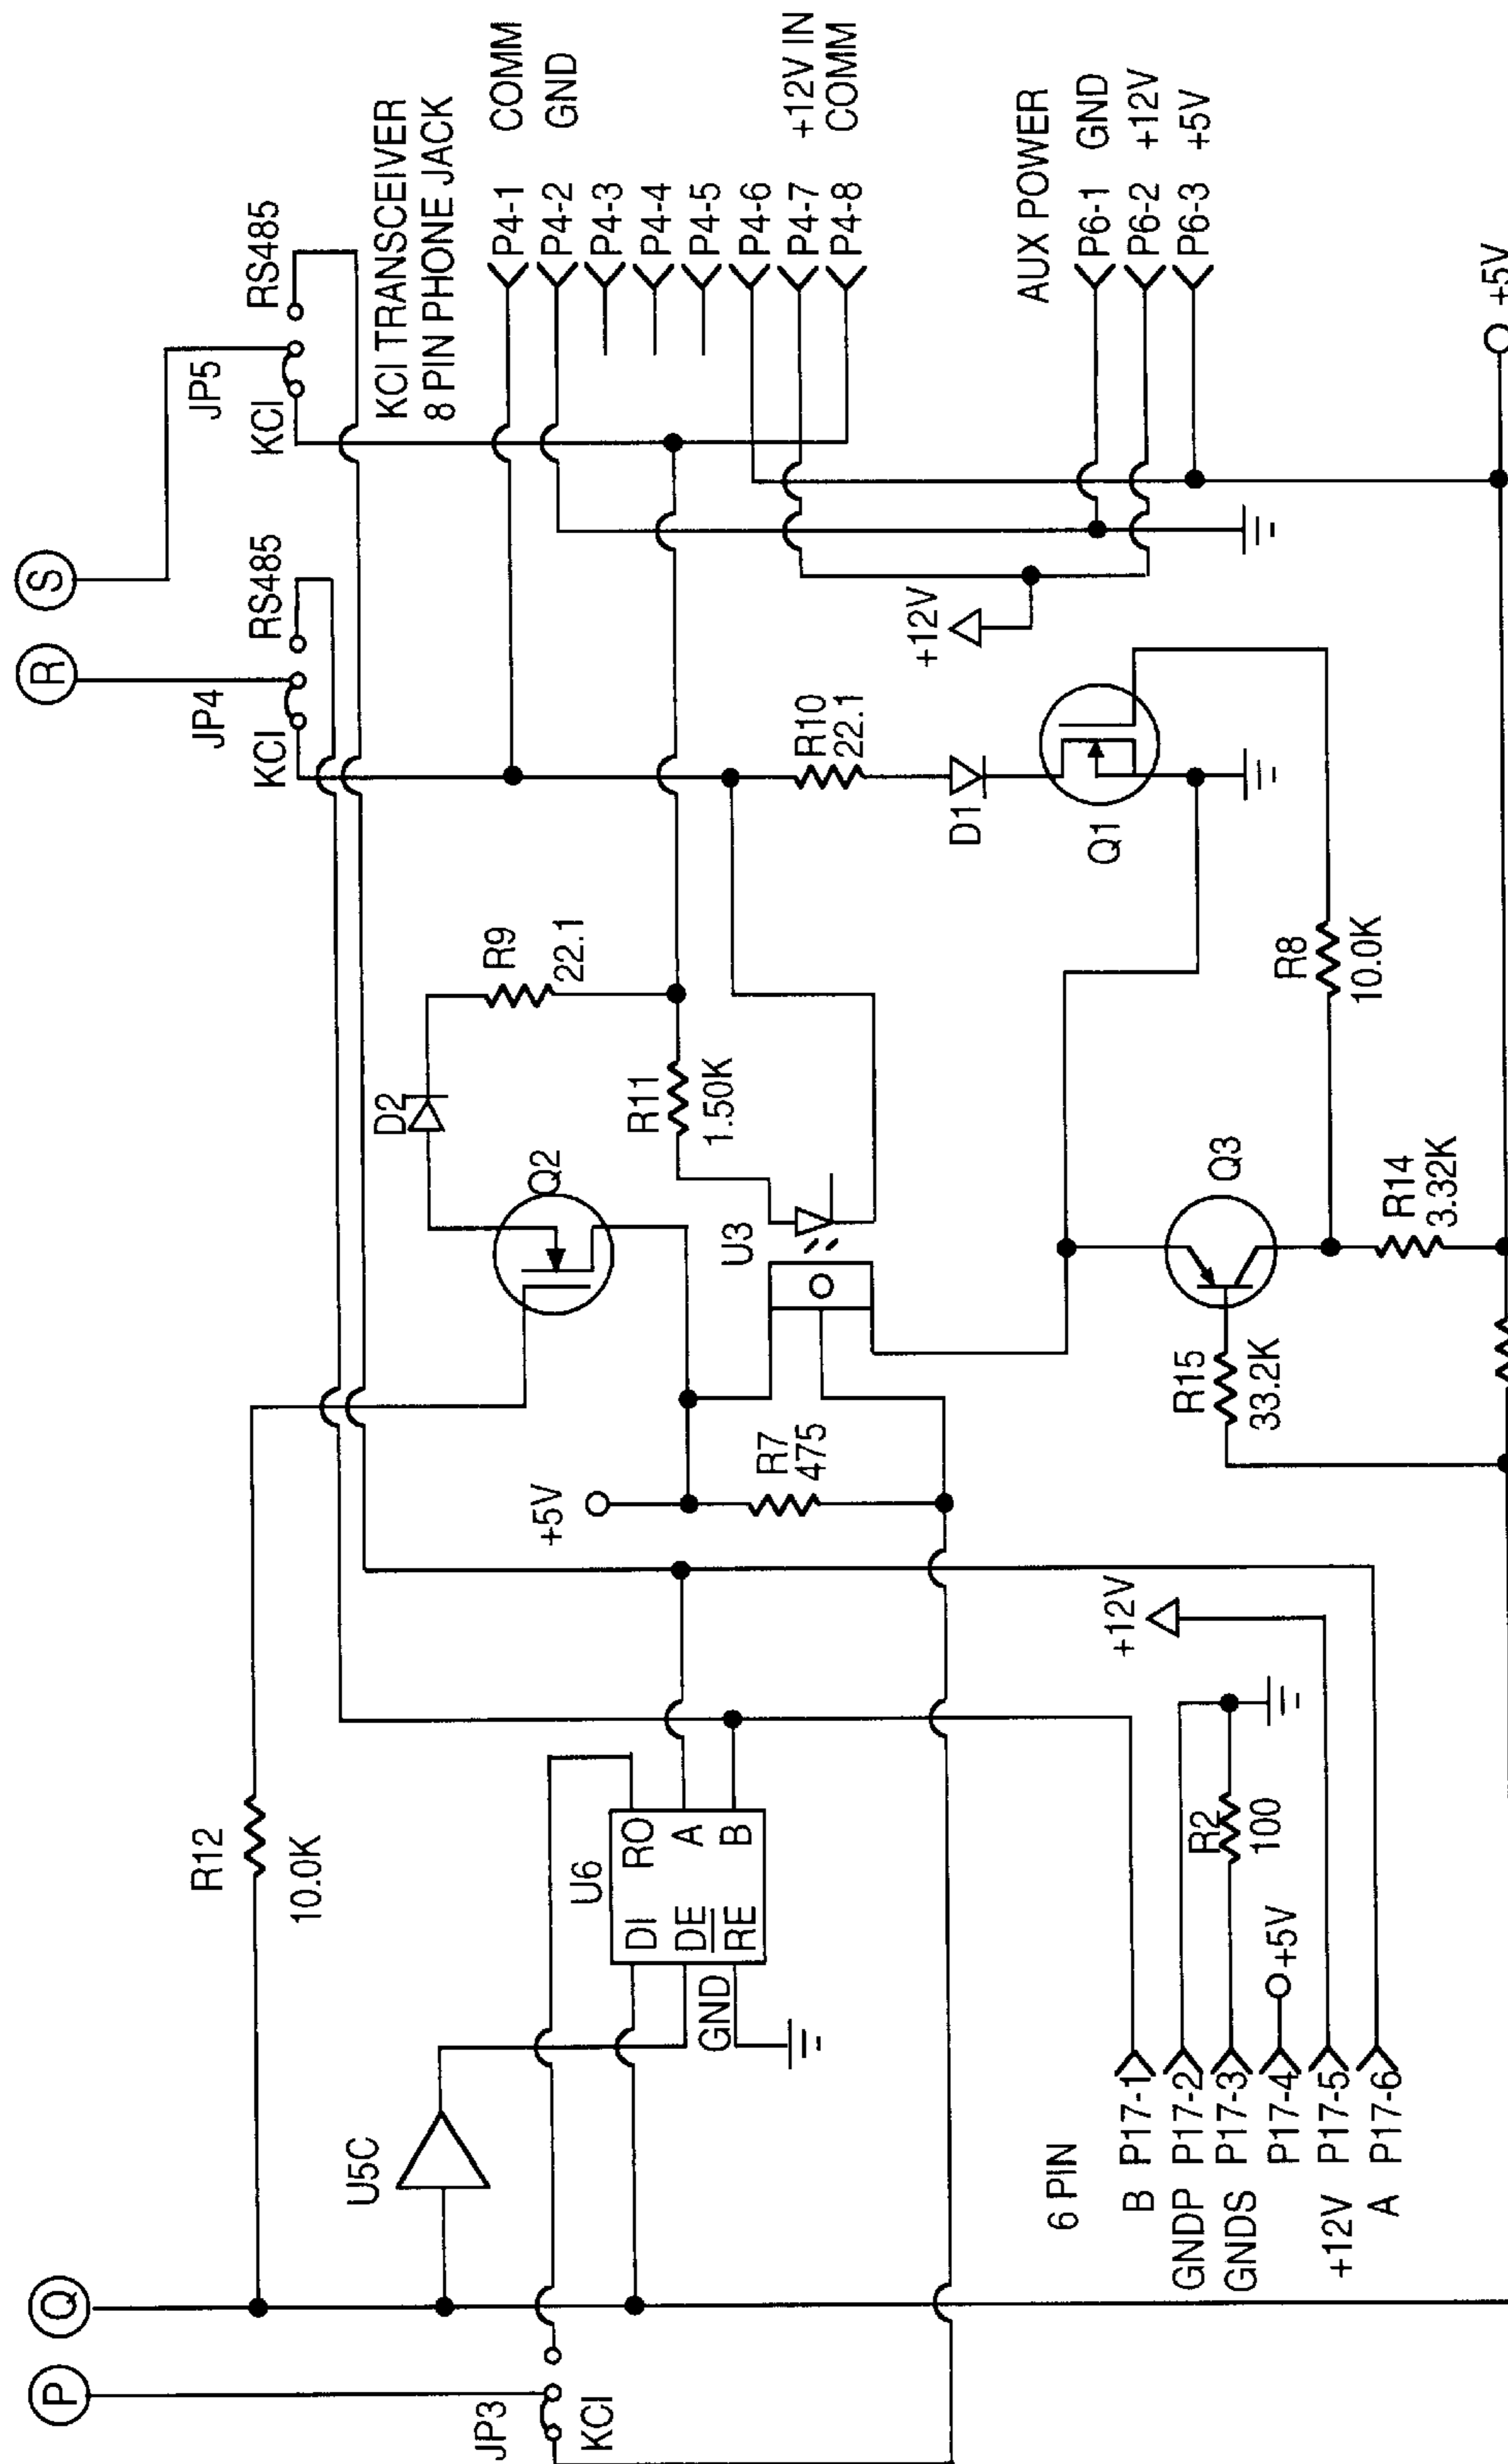 P
Q
R
S
JP3
KCI
U5C
R12
10.0K
U6
DI
RO
DE
A
RE
B
GND
JP4
KCI
RS485
JP5
KCI
RS485
KCI TRANSCEIVER
8 PIN PHONE JACK
P4-1 COMM
P4-2 GND
P4-3
P4-4
P4-5
P4-6
P4-7 +12V IN
P4-8 COMM
D2
R9
22.1
Q2
R11
1.50K
U3
+5V
R7
475
+12V
R10
22.1
D1
Q1
AUX POWER
P6-1 GND
P6-2 +12V
P6-3 +5V
6 PIN
B P17-1
GNDP P17-2
GNDS P17-3
P17-4
+12V P17-5
A P17-6
R2
100
+5V
+12V
R15
33.2K
Q3
R14
3.32K
R8
10.0K
+5V